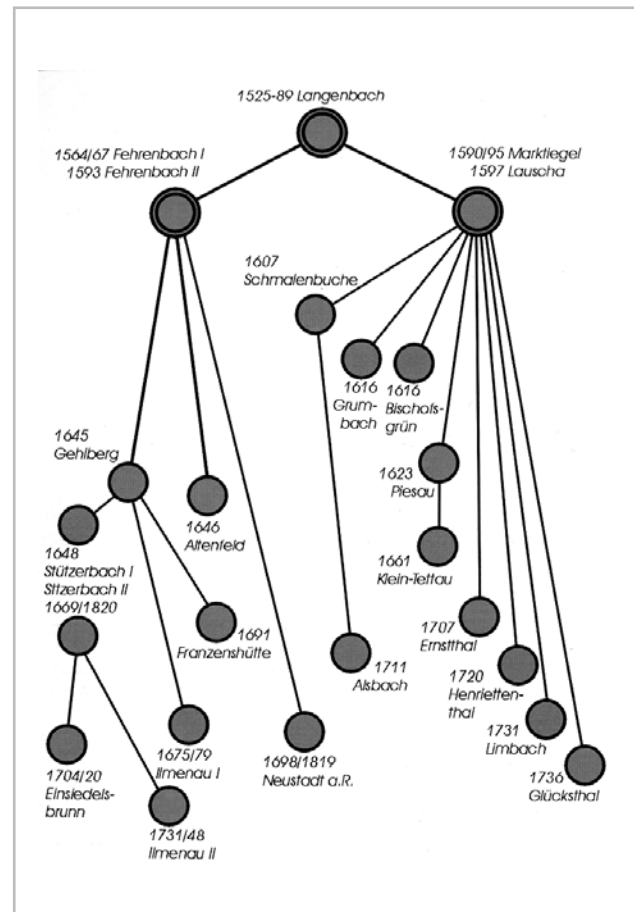 1525-89 Langenbach
1564/67 Fehrenbach I
1593 Fehrenbach II
1590/95 Marktiegel
1597 Lauscha
1607
Schmalenbuche
1616
Grum-
bach
1616
Bischofs-
grün
1645
Gehlberg
1623
Piesau
1646
Altenfeld
1648
Stützerbach I
Sttzerbach II
1669/1820
1661
Klein-Tettau
1691
Franzenshütte
1707
Ernstthal
1711
Alsbach
1720
Henrietten-
thal
1731
Limbach
1736
Glücksthal
1675/79
Ilmenau I
1698/1819
Neustadt a.R.
1704/20
Einsiedels-
brunn
1731/48
Ilmenau II